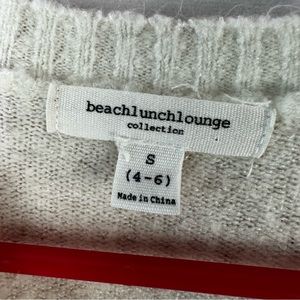 beachlunchlounge
collection
S
(4-6)
Made in China